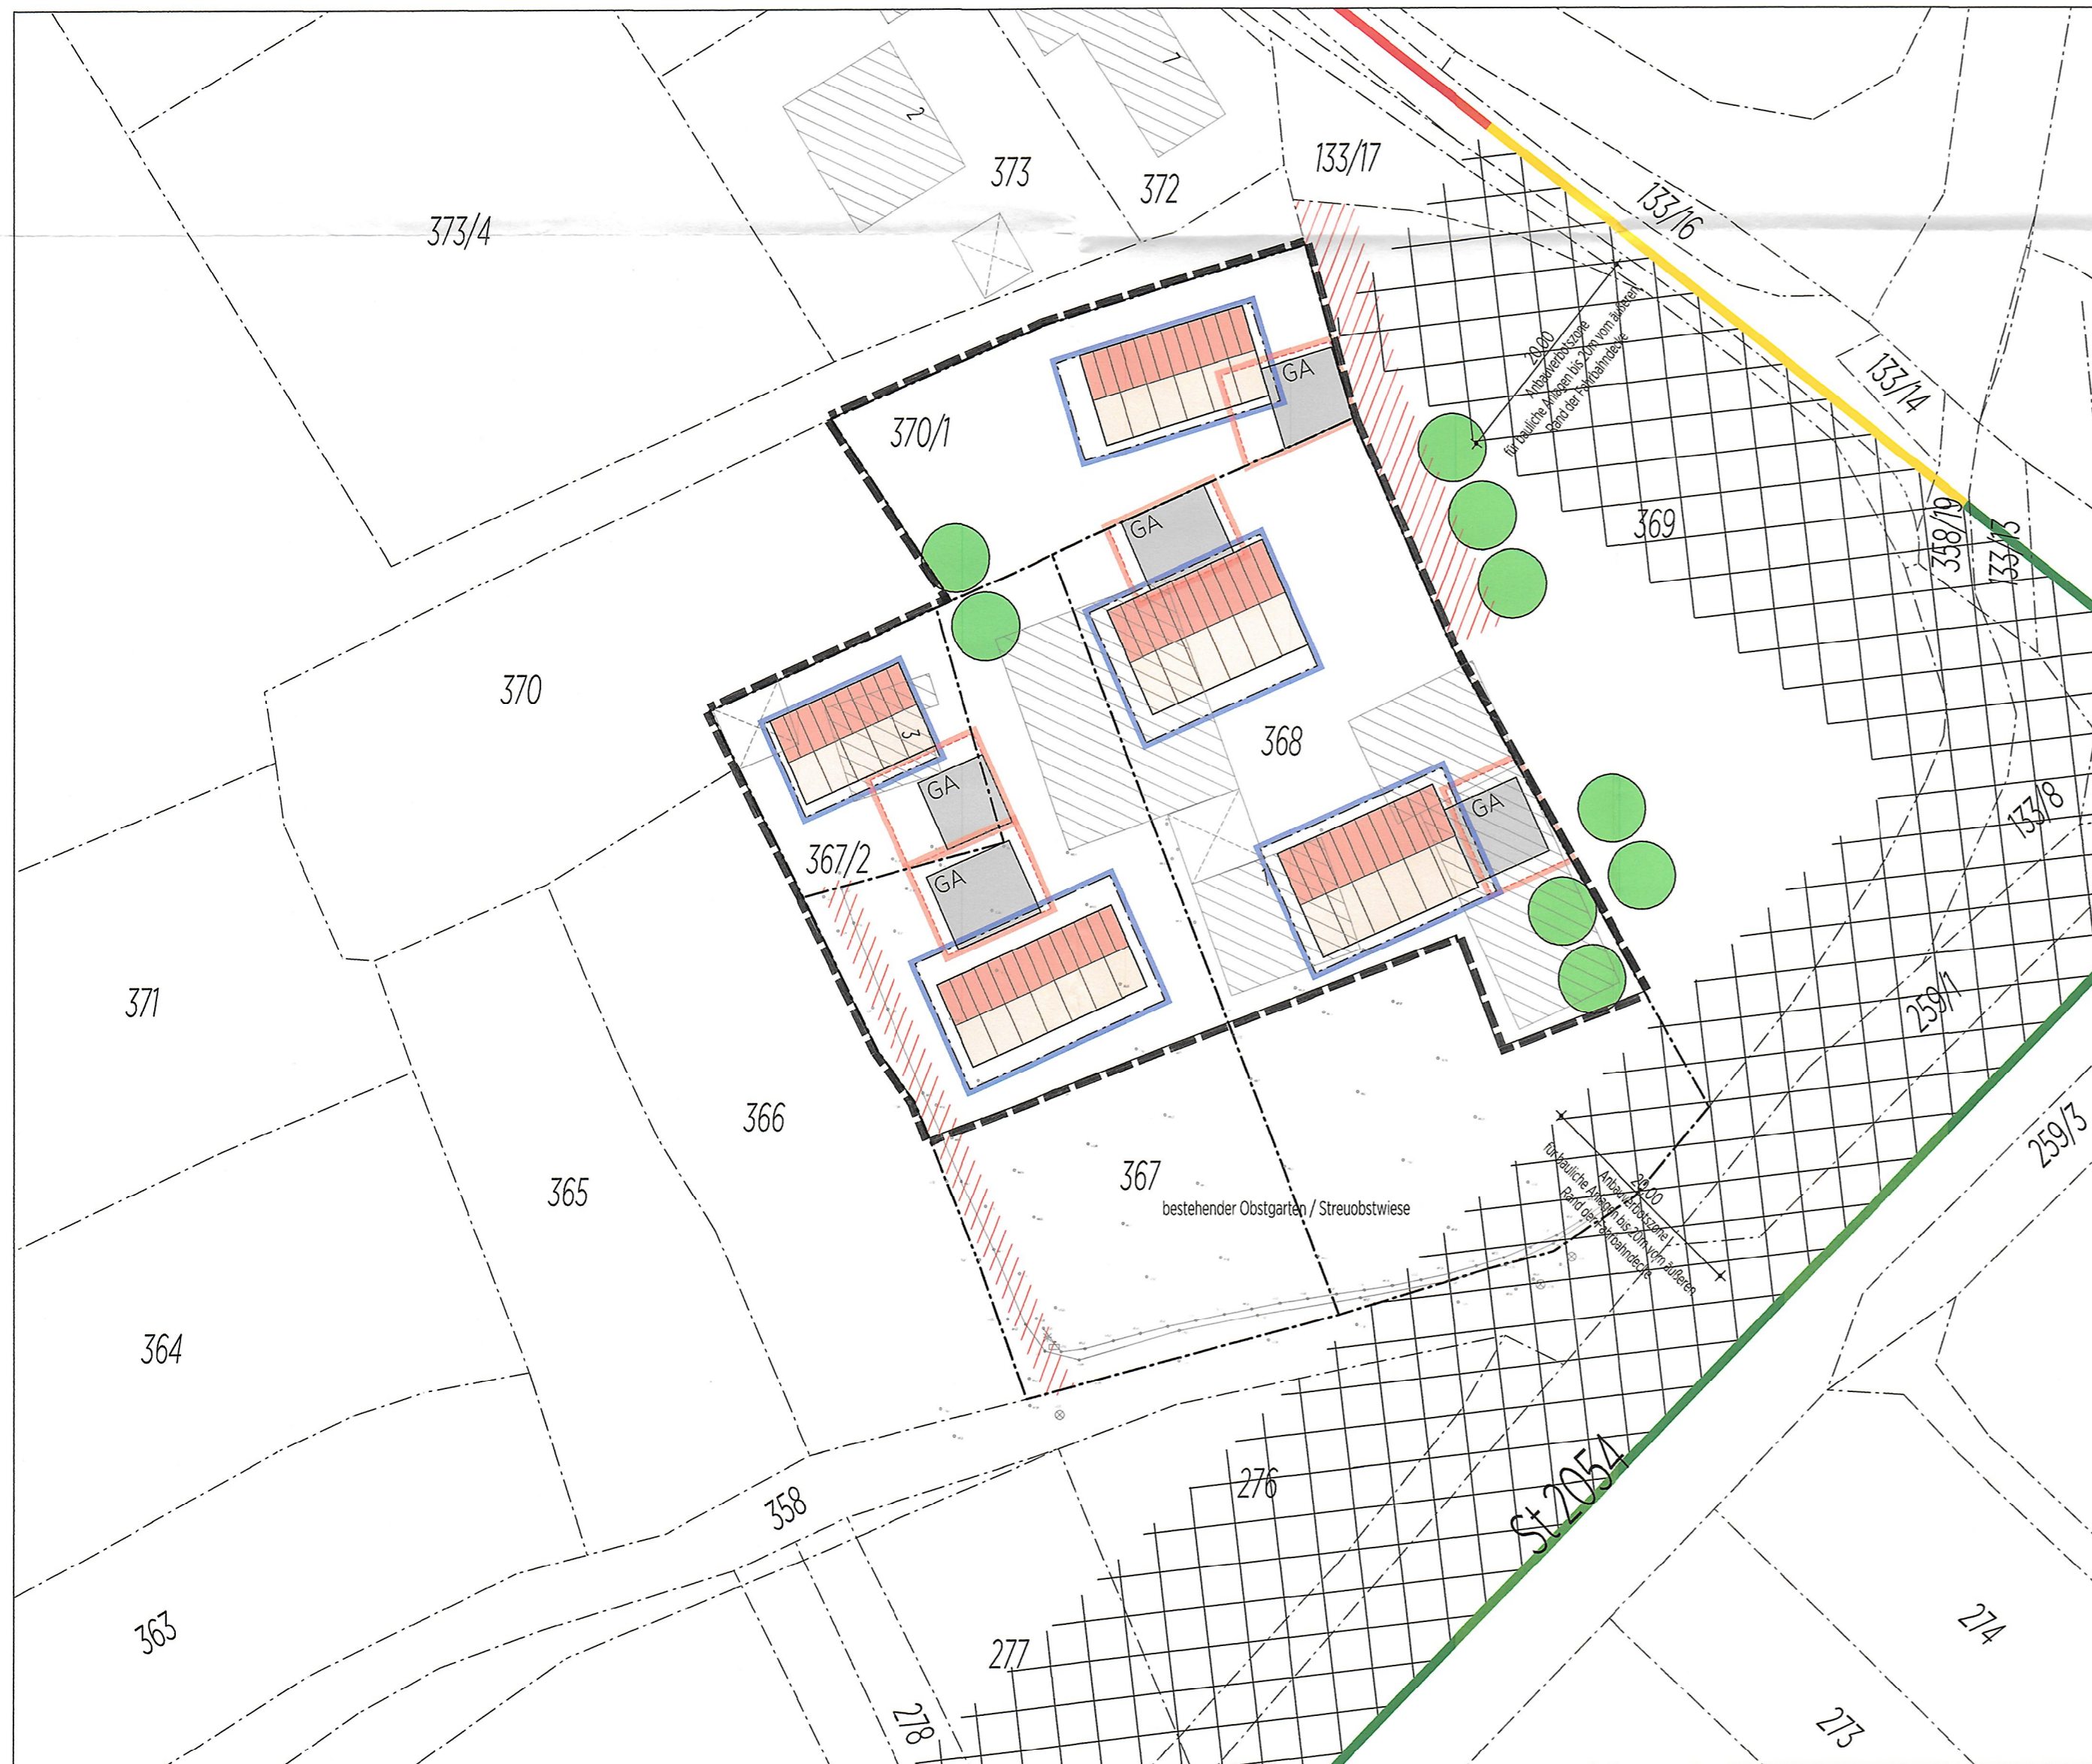 2
7
133/17
373
372
373/4
133/16
20.00
Anbauverbotszone
für bauliche Anlagen bis 20m vom äußeren
Rand der Fahrbahndecke
133/14
GA
370/1
GA
369
358/19
133/13
370
3
368
GA
GA
133/8
367/2
GA
371
259/1
366
259/3
367
365
bestehender Obstgarten / Streuobstwiese
20.00
Anbauverbotszone
für bauliche Anlagen bis 20m vom äußeren
Rand der Fahrbahndecke
364
276
St 2054
358
363
277
274
278
273